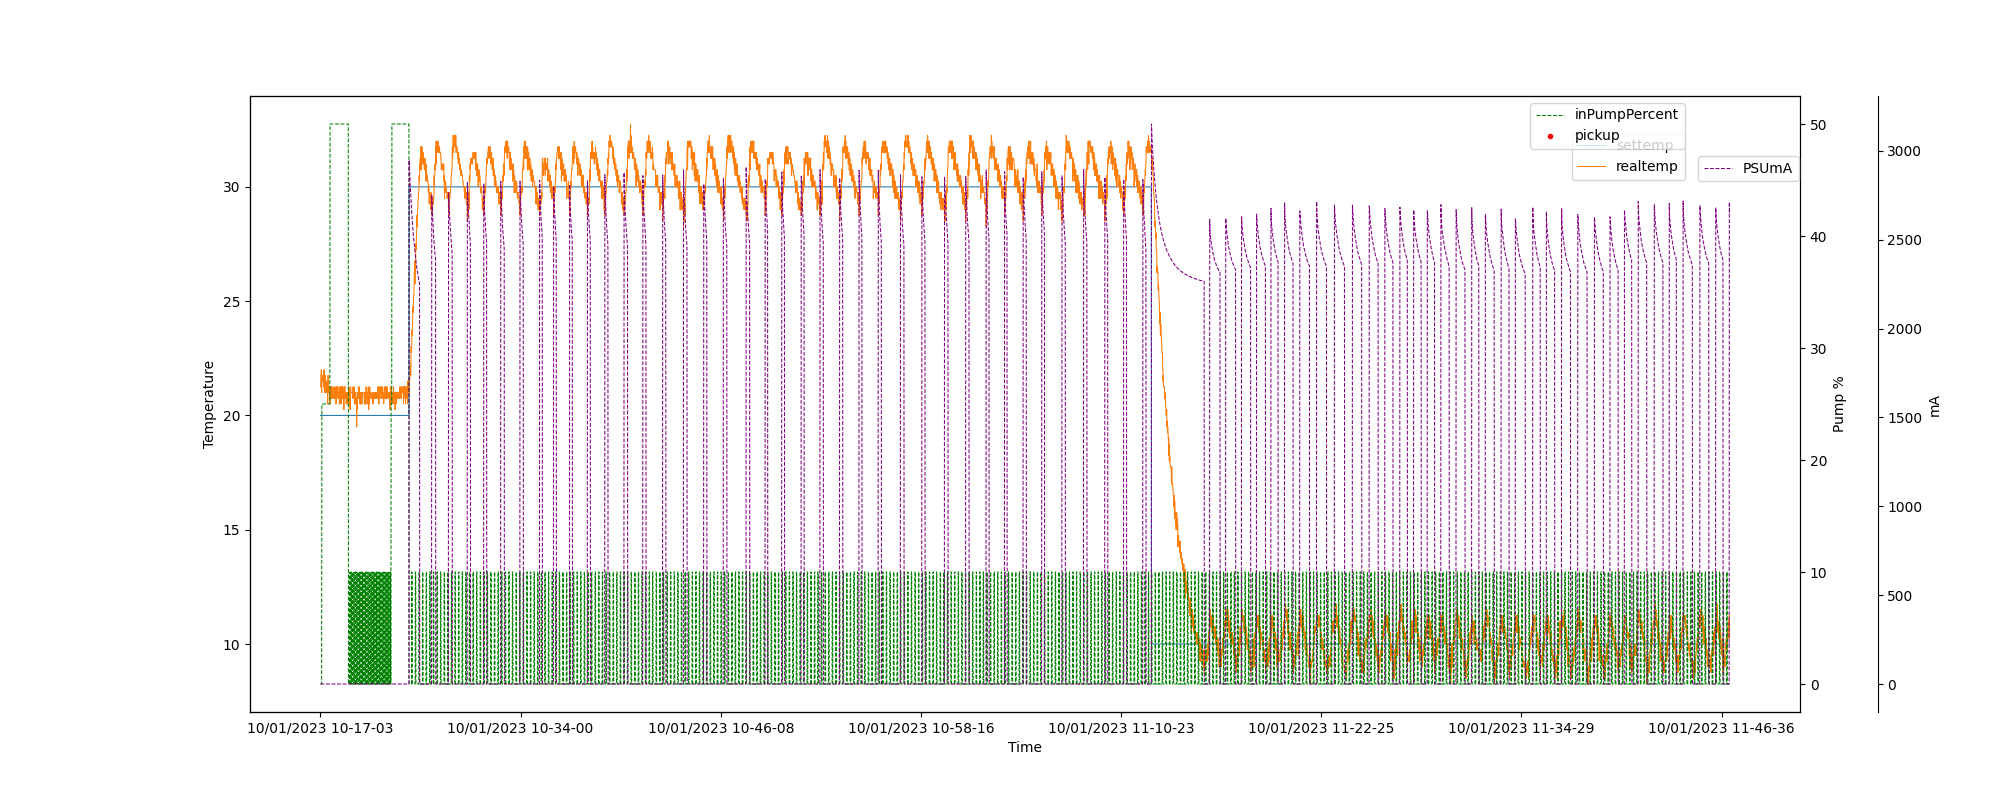 inPumpPercent
pickup
settemp
realtemp
PSUmA
30
25
20
15
10
Temperature
50
40
30
20
10
0
Pump %
3000
2500
2000
1500
1000
500
0
mA
10/01/2023 10-17-03
10/01/2023 10-34-00
10/01/2023 10-46-08
10/01/2023 10-58-16
10/01/2023 11-10-23
10/01/2023 11-22-25
10/01/2023 11-34-29
10/01/2023 11-46-36
Time